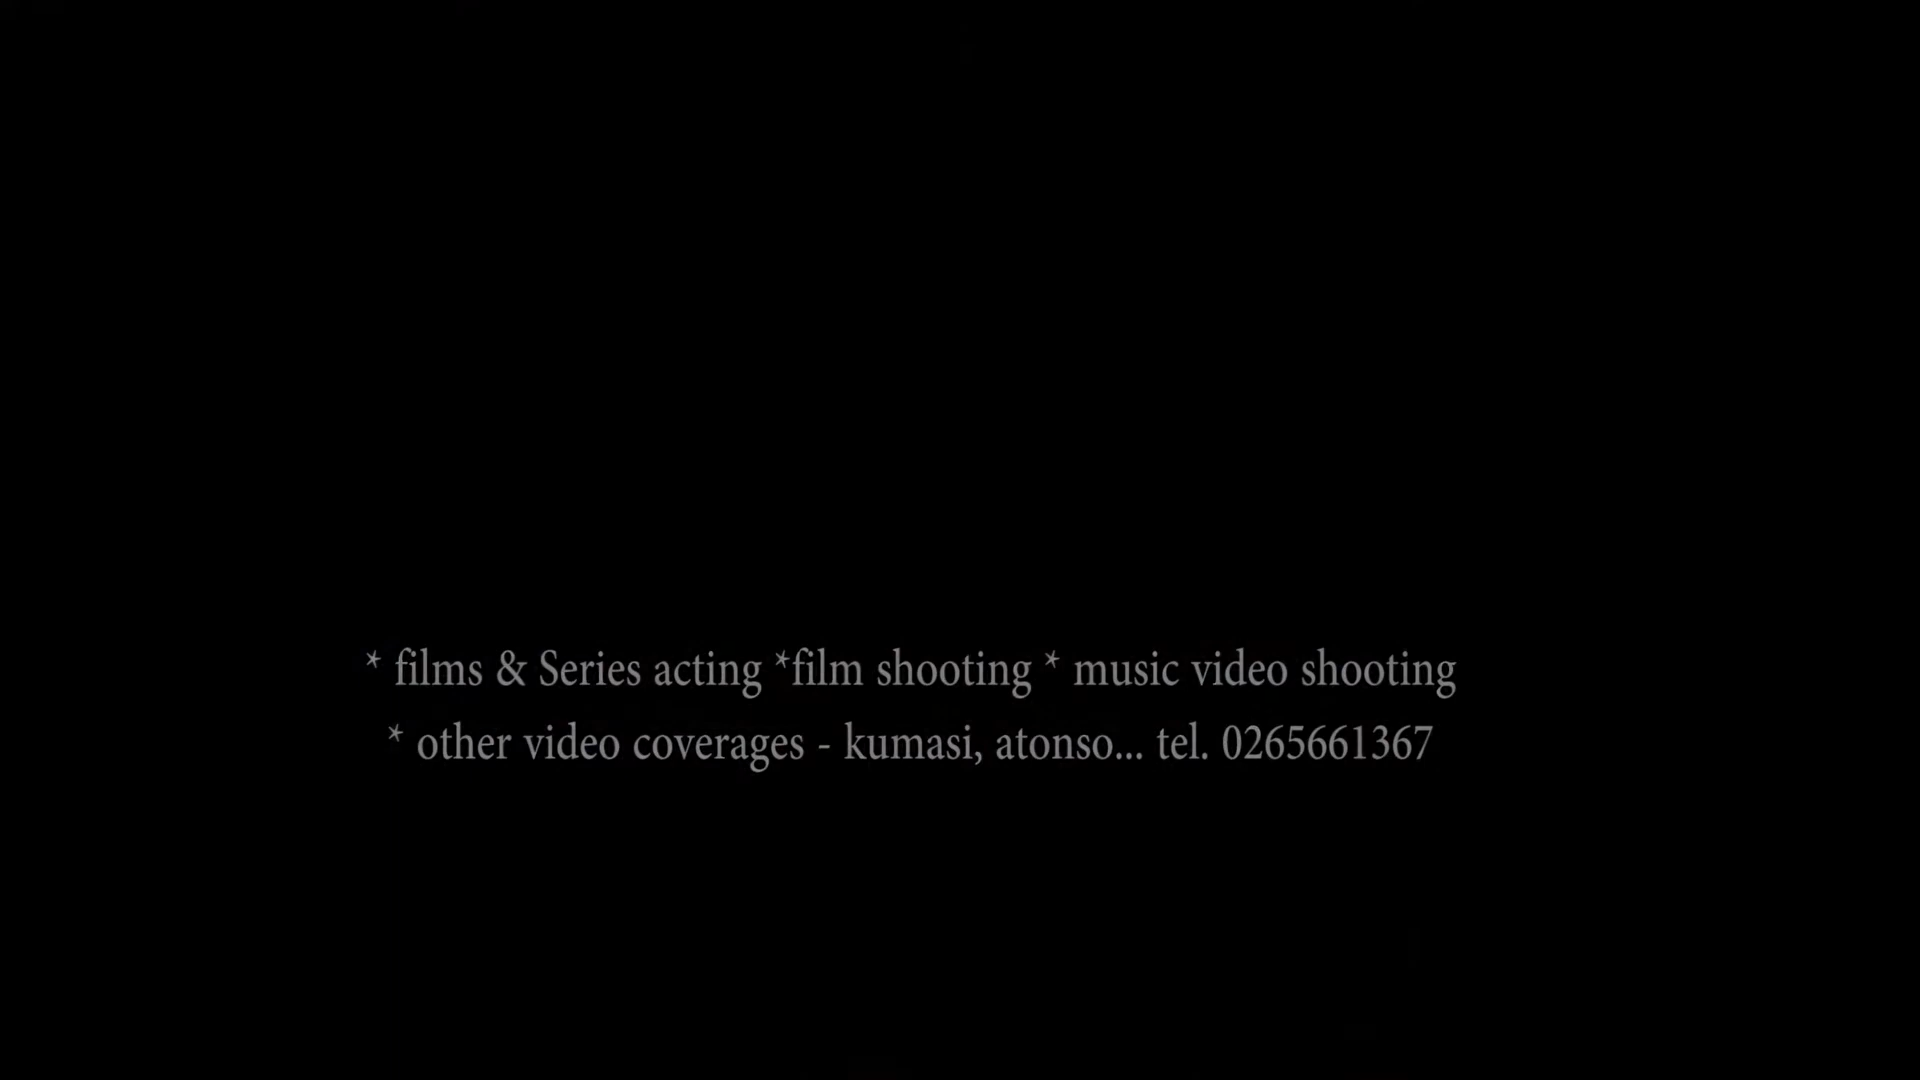 * films & Series acting *film shooting * music video shooting
* other video coverages - kumasi, atonso... tel. 0265661367